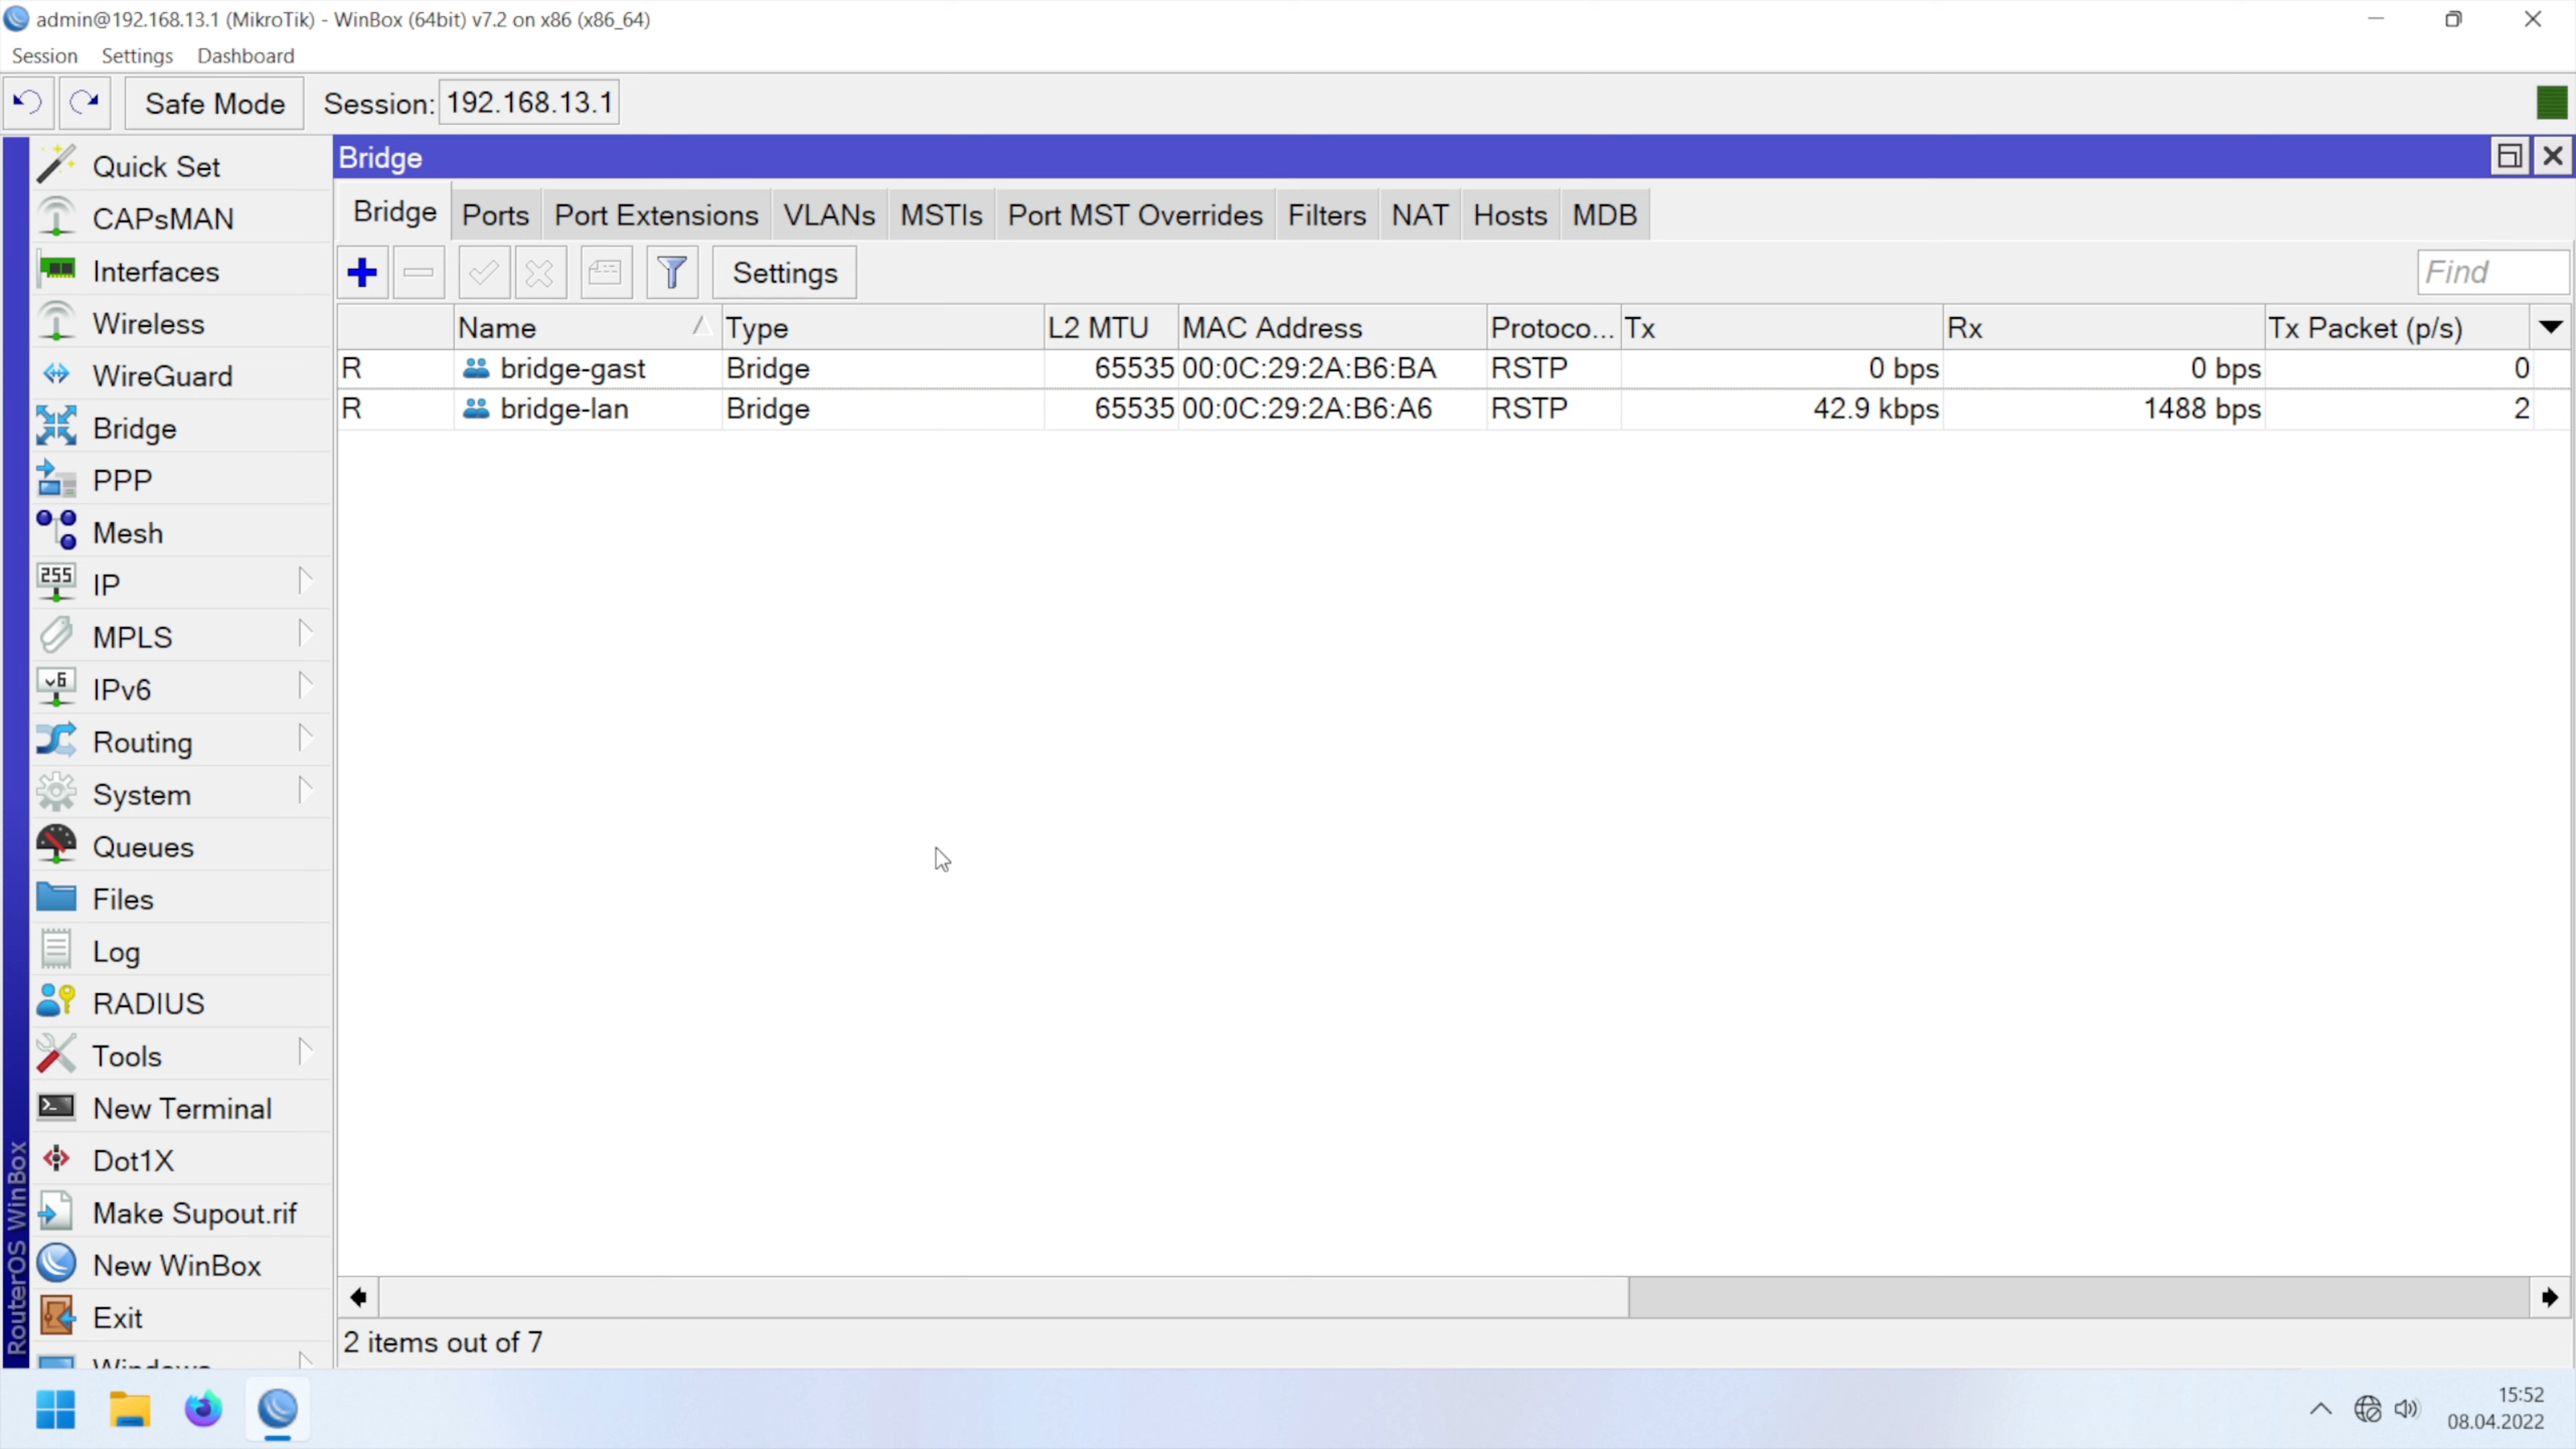 admin@192.168.13.1 (MikroTik) - WinBox (64bit) v7.2 on x86 (x86_64)
Session Settings Dashboard
Safe Mode Session: 192.168.13.1
Quick Set
CAPsMAN
Interfaces
Wireless
WireGuard
Bridge
PPP
Mesh
255 IP
MPLS
v6 IPv6
Routing
System
Queues
Files
Log
RADIUS
Tools
New Terminal
Dot1X
Make Supout.rif
New WinBox
Exit
Windows
RouterOS WinBox
Bridge
Bridge Ports Port Extensions VLANs MSTIs Port MST Overrides Filters NAT Hosts MDB
Settings Find
Name Type L2 MTU MAC Address Protoco... Tx Rx Tx Packet (p/s)
R bridge-gast Bridge 65535 00:0C:29:2A:B6:BA RSTP 0 bps 0 bps 0
R bridge-lan Bridge 65535 00:0C:29:2A:B6:A6 RSTP 42.9 kbps 1488 bps 2
2 items out of 7
15:52
08.04.2022